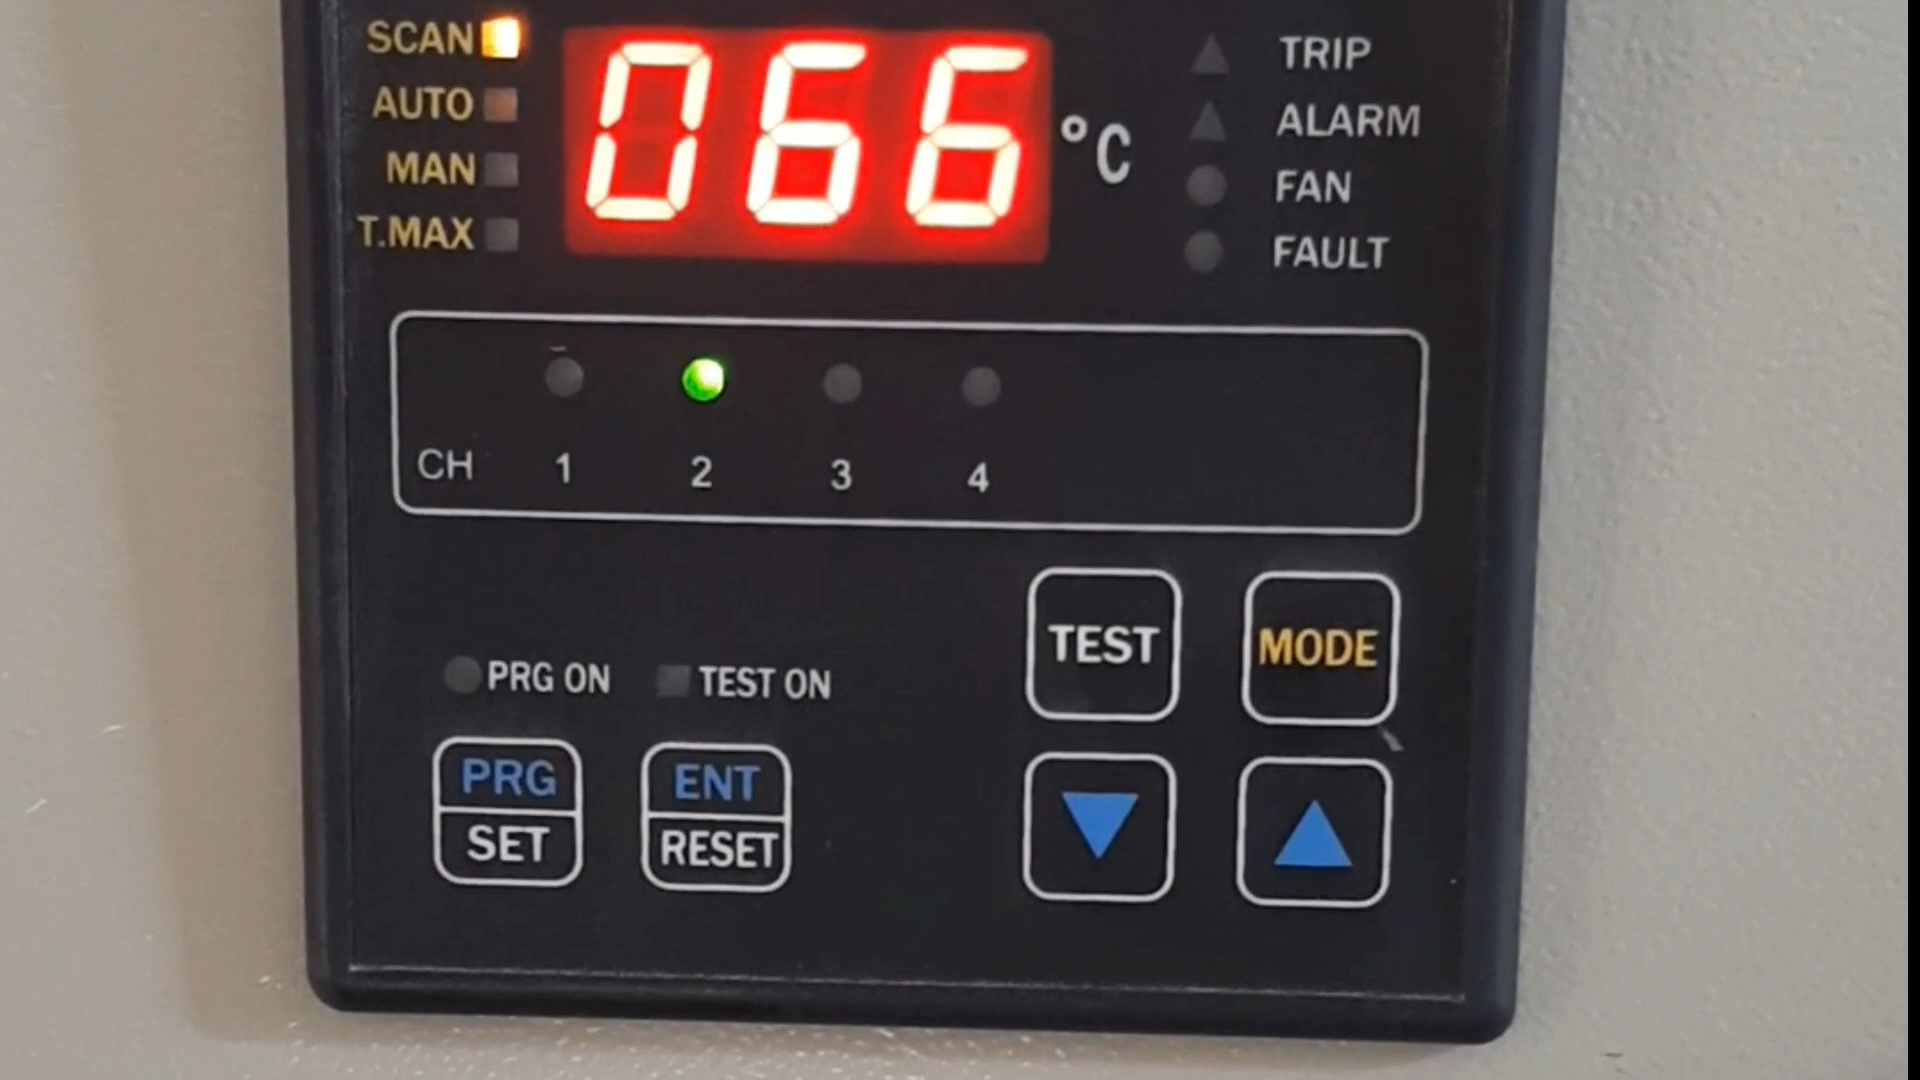 SCAN
AUTO
MAN
T.MAX
066 °C
TRIP
ALARM
FAN
FAULT
CH 1 2 3 4
PRG ON
TEST ON
TEST
MODE
PRG
SET
ENT
RESET